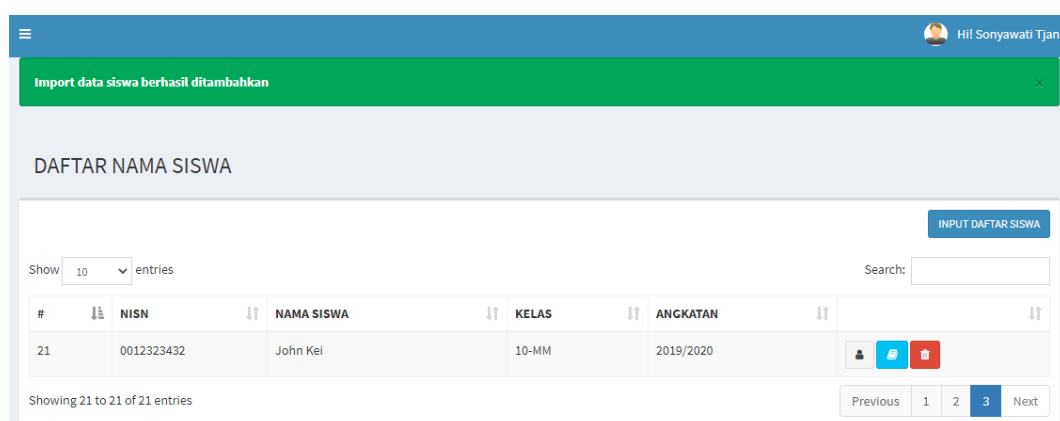 Hi! Sonyawati Tjan
Import data siswa berhasil ditambahkan ×
DAFTAR NAMA SISWA
INPUT DAFTAR SISWA
Show 10 entries Search:
# NISN NAMA SISWA KELAS ANGKATAN
21 0012323432 John Kei 10-MM 2019/2020
Showing 21 to 21 of 21 entries Previous 1 2 3 Next